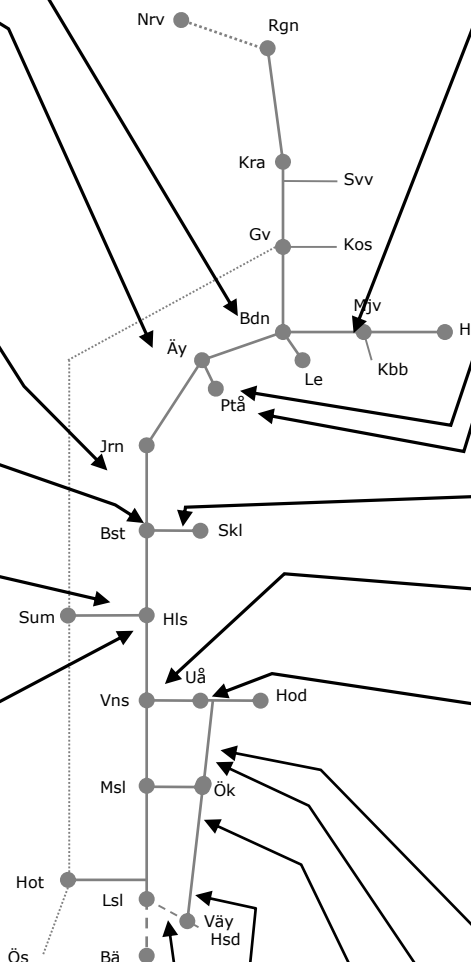 Nrv
Rgn
Kra
Svv
Gv
Kos
Mjv
Bdn
H
Äy
Kbb
Le
Ptå
Jrn
Bst
Skl
Sum
Hls
Uå
Vns
Hod
Msl
Ök
Hot
Lsl
Väy
Hsd
Ös
Bä